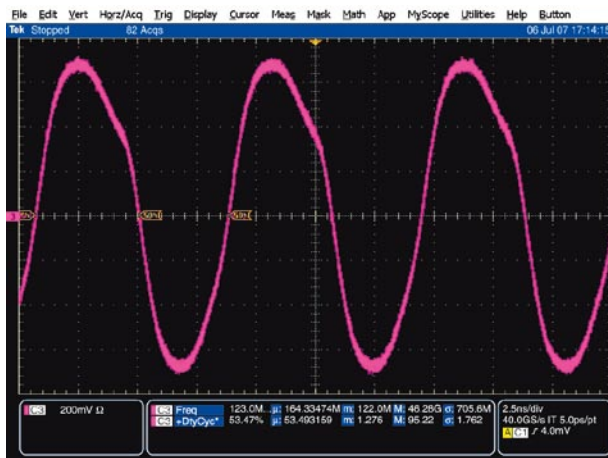 File Edit Vert Horz/Acq Trig Display Cursor Meas Mask Math App MyScope Utilities Help Button
Tek Stopped 82 Acqs 06 Jul 07 17:14:15
C3 200mV Ω
C3 Freq 123.0M... µ: 164.33474M m: 122.0M M: 46.28G σ: 705.6M
C3 +DtyCyc* 53.47% µ: 53.493159 m: 1.276 M: 95.22 σ: 1.762
2.5ns/div
40.0GS/s IT 5.0ps/pt
A C1 4.0mV